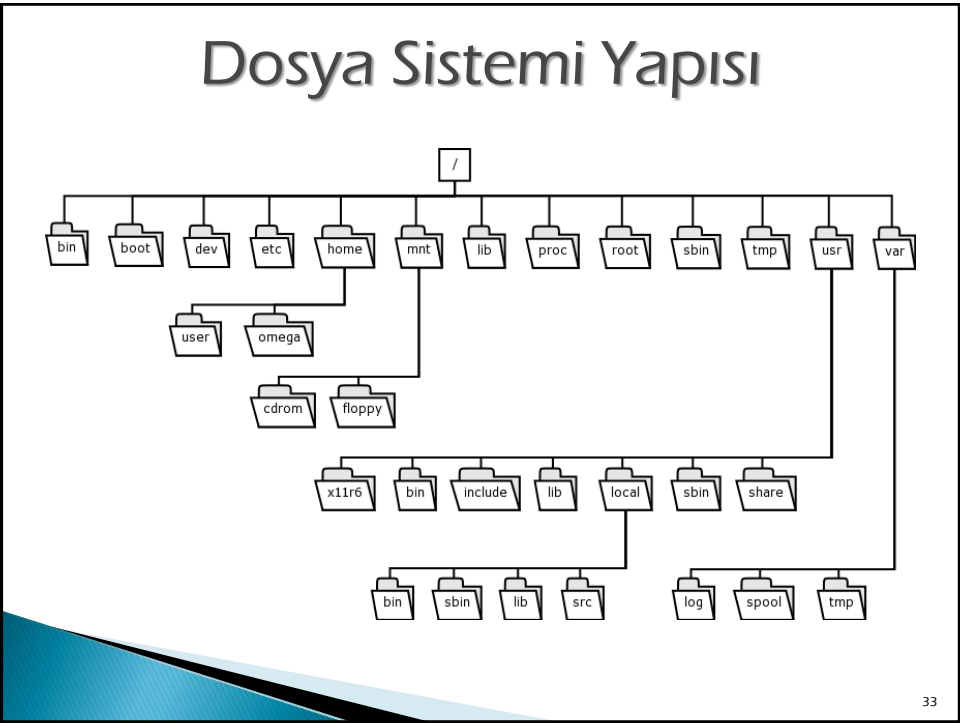 Dosya Sistemi Yapısı
/
bin boot dev etc home mnt lib proc root sbin tmp usr var
user omega
cdrom floppy
x11r6 bin include lib local sbin share
bin sbin lib src log spool tmp
33